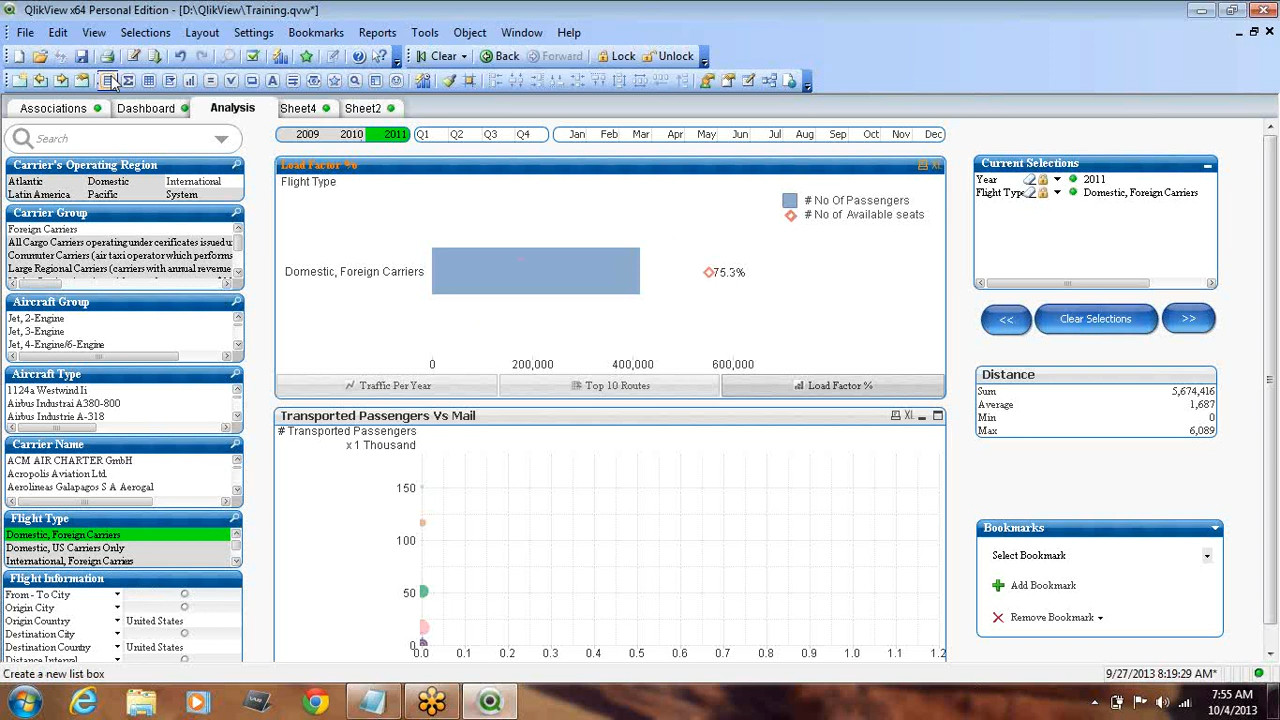 QlikView x64 Personal Edition - [D:\QlikView\Training.qvw*]
File Edit View Selections Layout Settings Bookmarks Reports Tools Object Window Help
Clear Back Forward Lock Unlock
Associations Dashboard Analysis Sheet4 Sheet2
Search
2009 2010 2011 Q1 Q2 Q3 Q4 Jan Feb Mar Apr May Jun Jul Aug Sep Oct Nov Dec
Carrier's Operating Region
Atlantic Domestic International
Latin America Pacific System
Carrier Group
Foreign Carriers
All Cargo Carriers operating under cerificates issued u
Commuter Carriers (air taxi operator which performs
Large Regional Carriers (carriers with annual revenue
Aircraft Group
Jet, 2-Engine
Jet, 3-Engine
Jet, 4-Engine/6-Engine
Aircraft Type
1124a Westwind Ii
Airbus Industrai A380-800
Airbus Industrie A-318
Carrier Name
ACM AIR CHARTER GmbH
Acropolis Aviation Ltd.
Aerolineas Galapagos S A Aerogal
Flight Type
Domestic, Foreign Carriers
Domestic, US Carriers Only
International, Foreign Carriers
Flight Information
From - To City
Origin City
Origin Country United States
Destination City
Destination Country United States
Distance Interval
Load Factor %
XL
Flight Type
# No Of Passengers
# No of Available seats
Domestic, Foreign Carriers
75.3%
0 200,000 400,000 600,000
Traffic Per Year Top 10 Routes Load Factor %
Transported Passengers Vs Mail
XL
# Transported Passengers
x 1 Thousand
150
100
50
0
0.0 0.1 0.2 0.3 0.4 0.5 0.6 0.7 0.8 0.9 1.0 1.1 1.2
Current Selections
Year 2011
Flight Type Domestic, Foreign Carriers
<< Clear Selections >>
Distance
Sum 5,674,416
Average 1,687
Min 0
Max 6,089
Bookmarks
Select Bookmark
Add Bookmark
Remove Bookmark
Create a new list box
9/27/2013 8:19:29 AM*
7:55 AM
10/4/2013